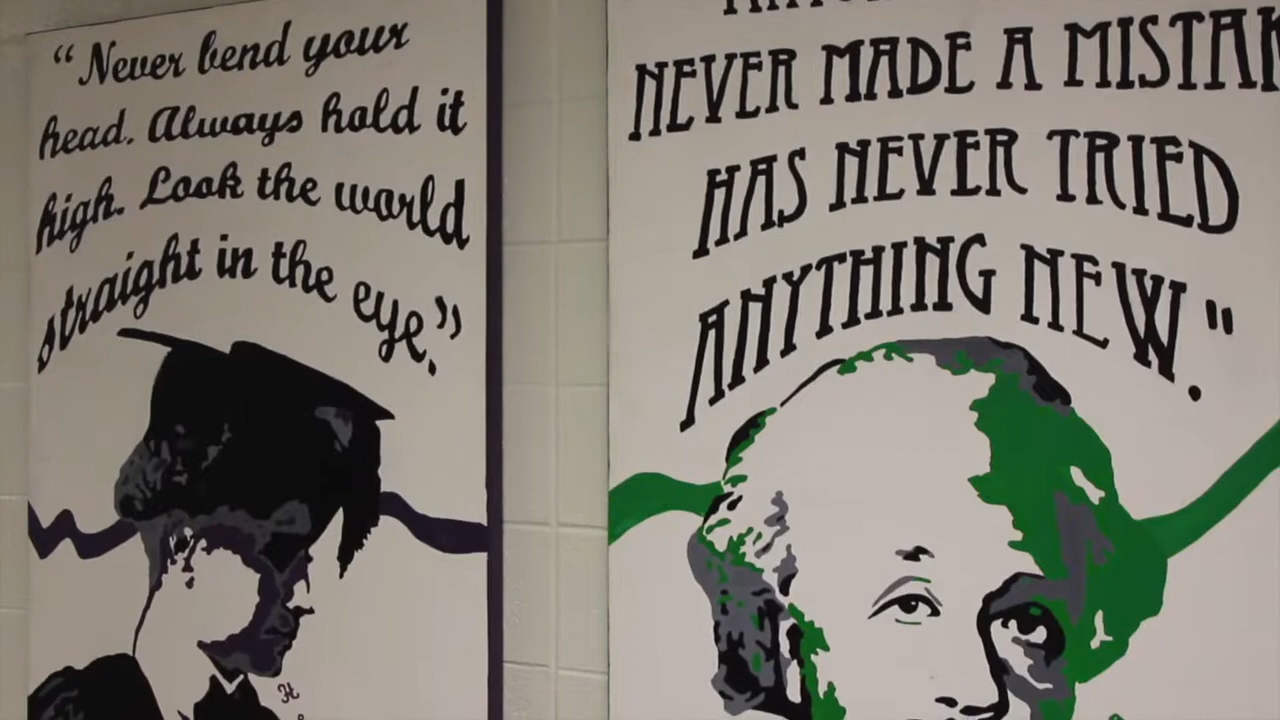 “Never bend your
head. Always hold it
high. Look the world
straight in the eye.”
NEVER MADE A MISTAK
HAS NEVER TRIED
ANYTHING NEW."